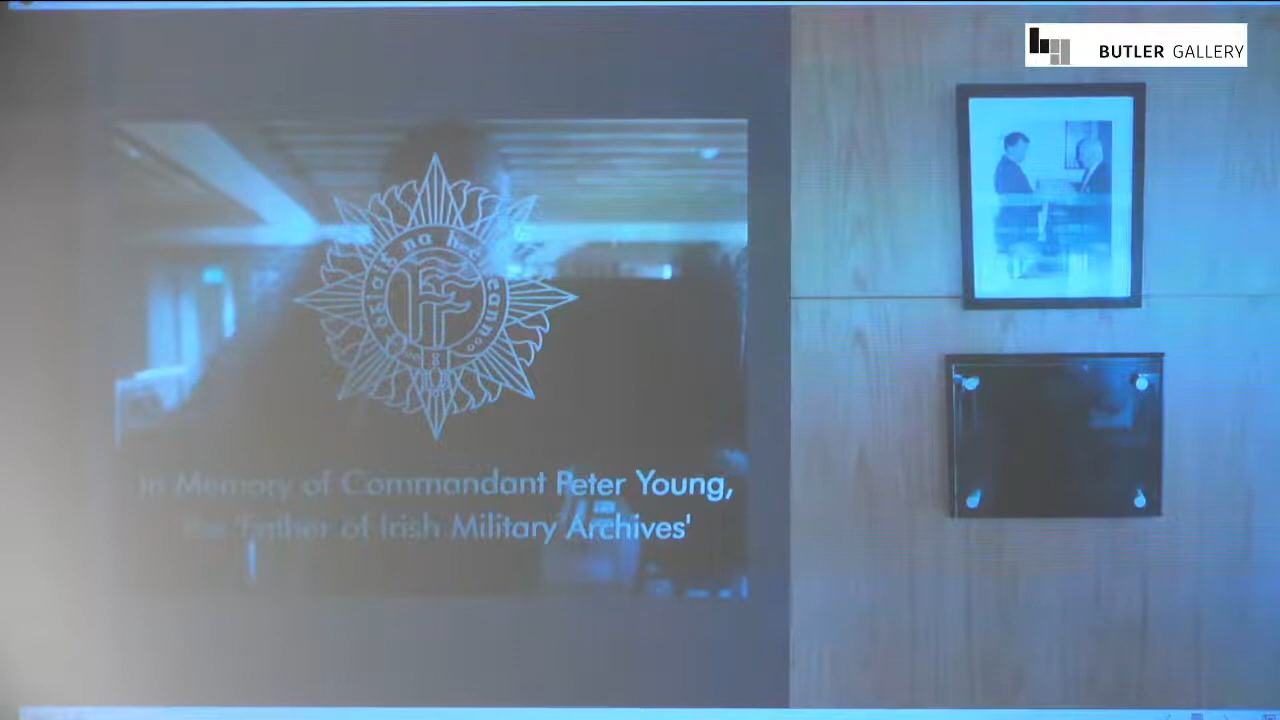 BUTLER GALLERY
In Memory of Commandant Peter Young,
the 'Father of Irish Military Archives'